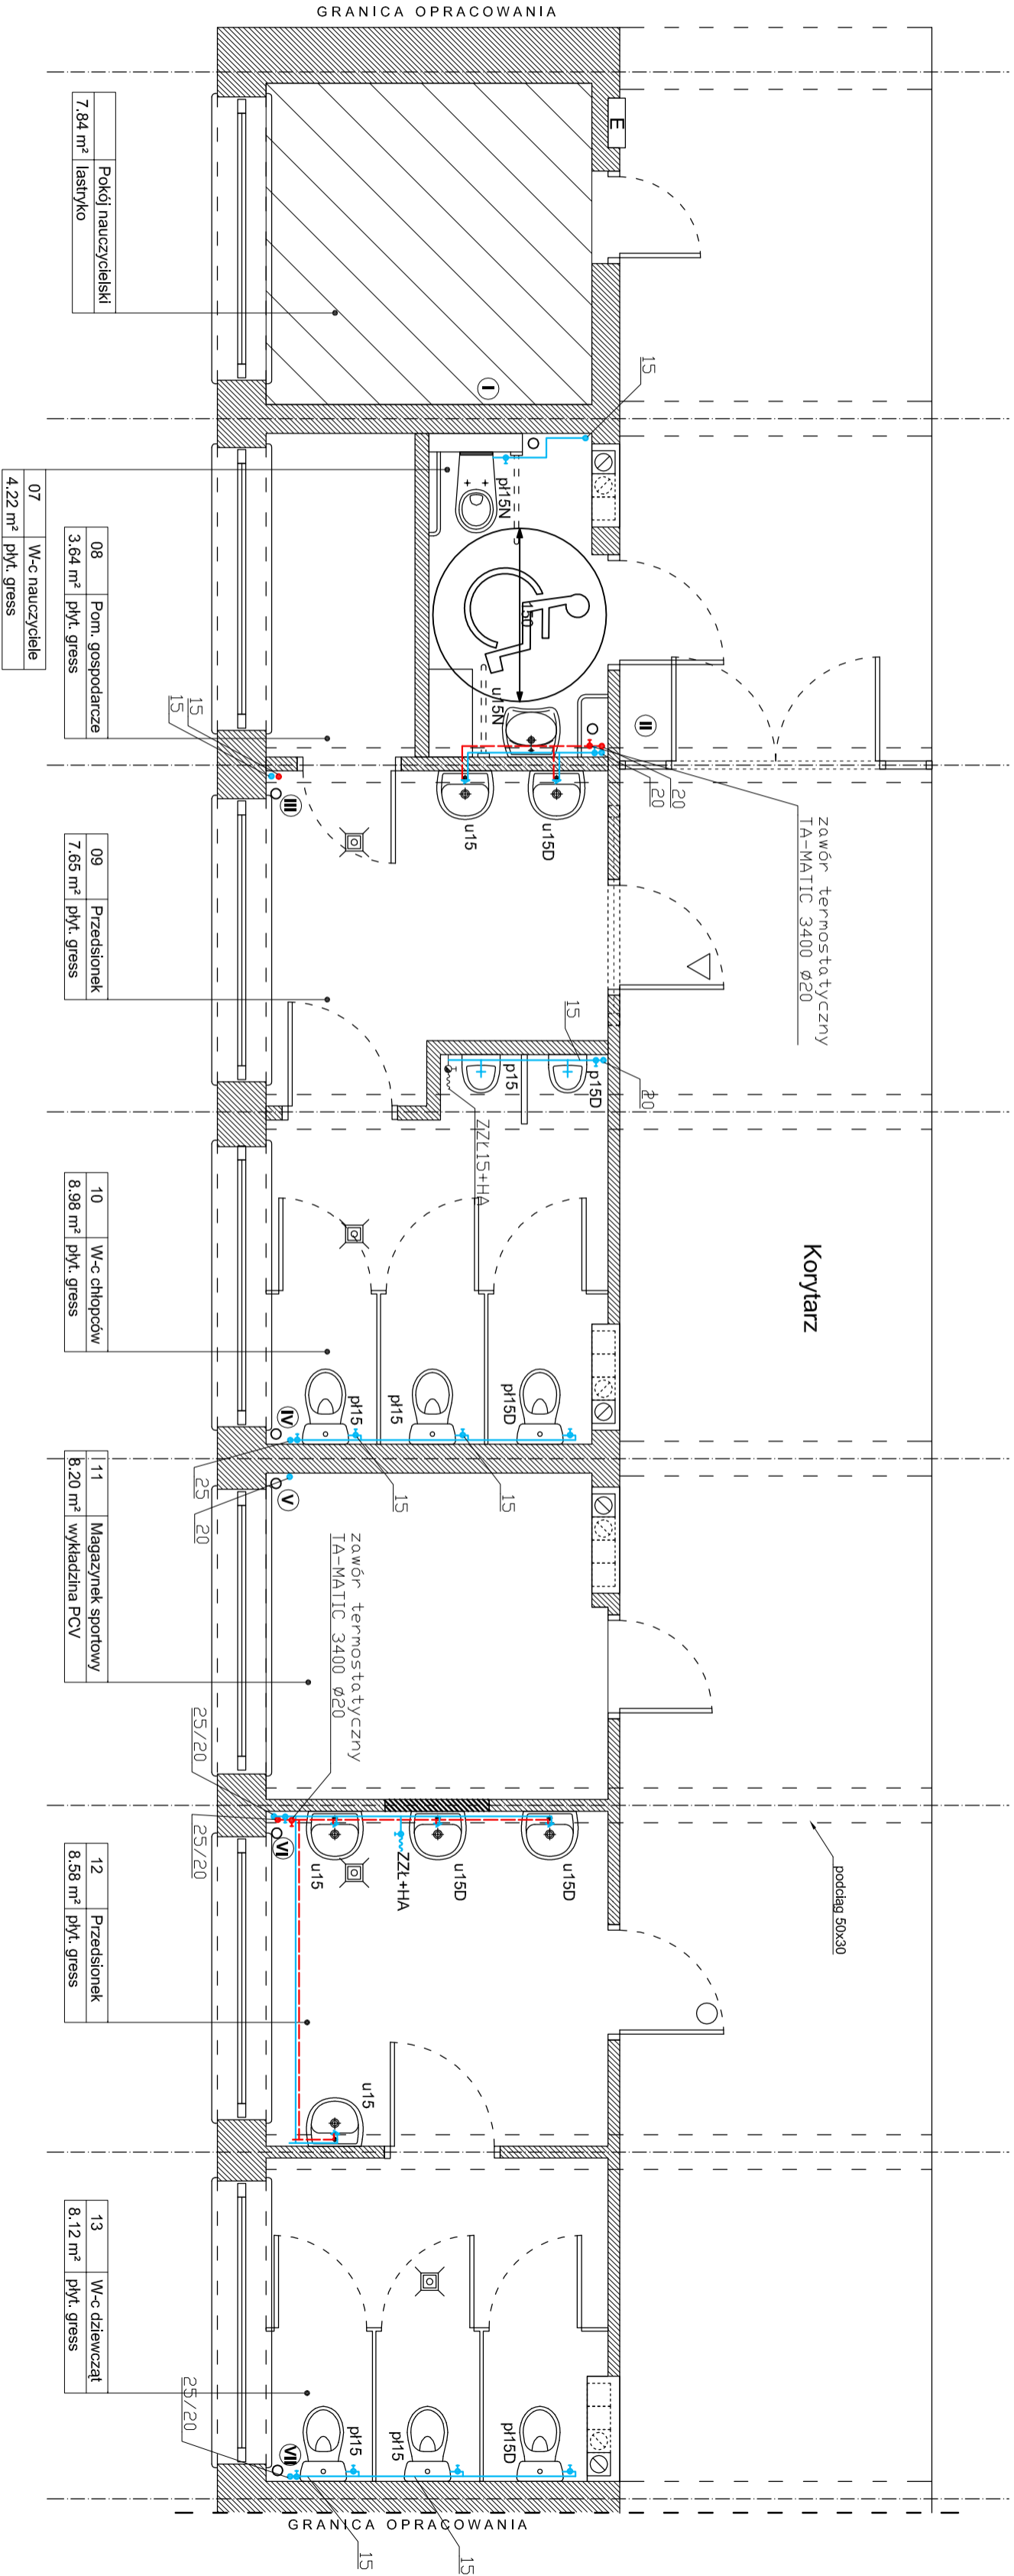 GRANICA OPRACOWANIA
E
Pokój nauczycielski
7.84 m² lastryko
I
15
pł15N
150
u15N
II
07 W-c nauczyciele
4.22 m² płyt. gress
08 Pom. gospodarcze
3.64 m² płyt. gress
15
15
III
20
20
zawór termostatyczny
TA-MATIC 3400 Ø20
u15
u15D
09 Przedsionek
7.65 m² płyt. gress
15
p15
p15D
20
ZZŁ15+HA
Korytarz
10 W-c chłopców
8.98 m² płyt. gress
pł15
pł15
pł15D
IV
15
15
25
20
V
11 Magazynek sportowy
8.20 m² wykładzina PCV
zawór termostatyczny
TA-MATIC 3400 Ø20
25/20
25/20
VI
u15
u15D
u15D
ZZŁ+HA
podciąg 50x30
12 Przedsionek
8.58 m² płyt. gress
u15
13 W-c dziewcząt
8.12 m² płyt. gress
pł15
pł15
pł15D
25/20
VII
15
15
GRANICA OPRACOWANIA